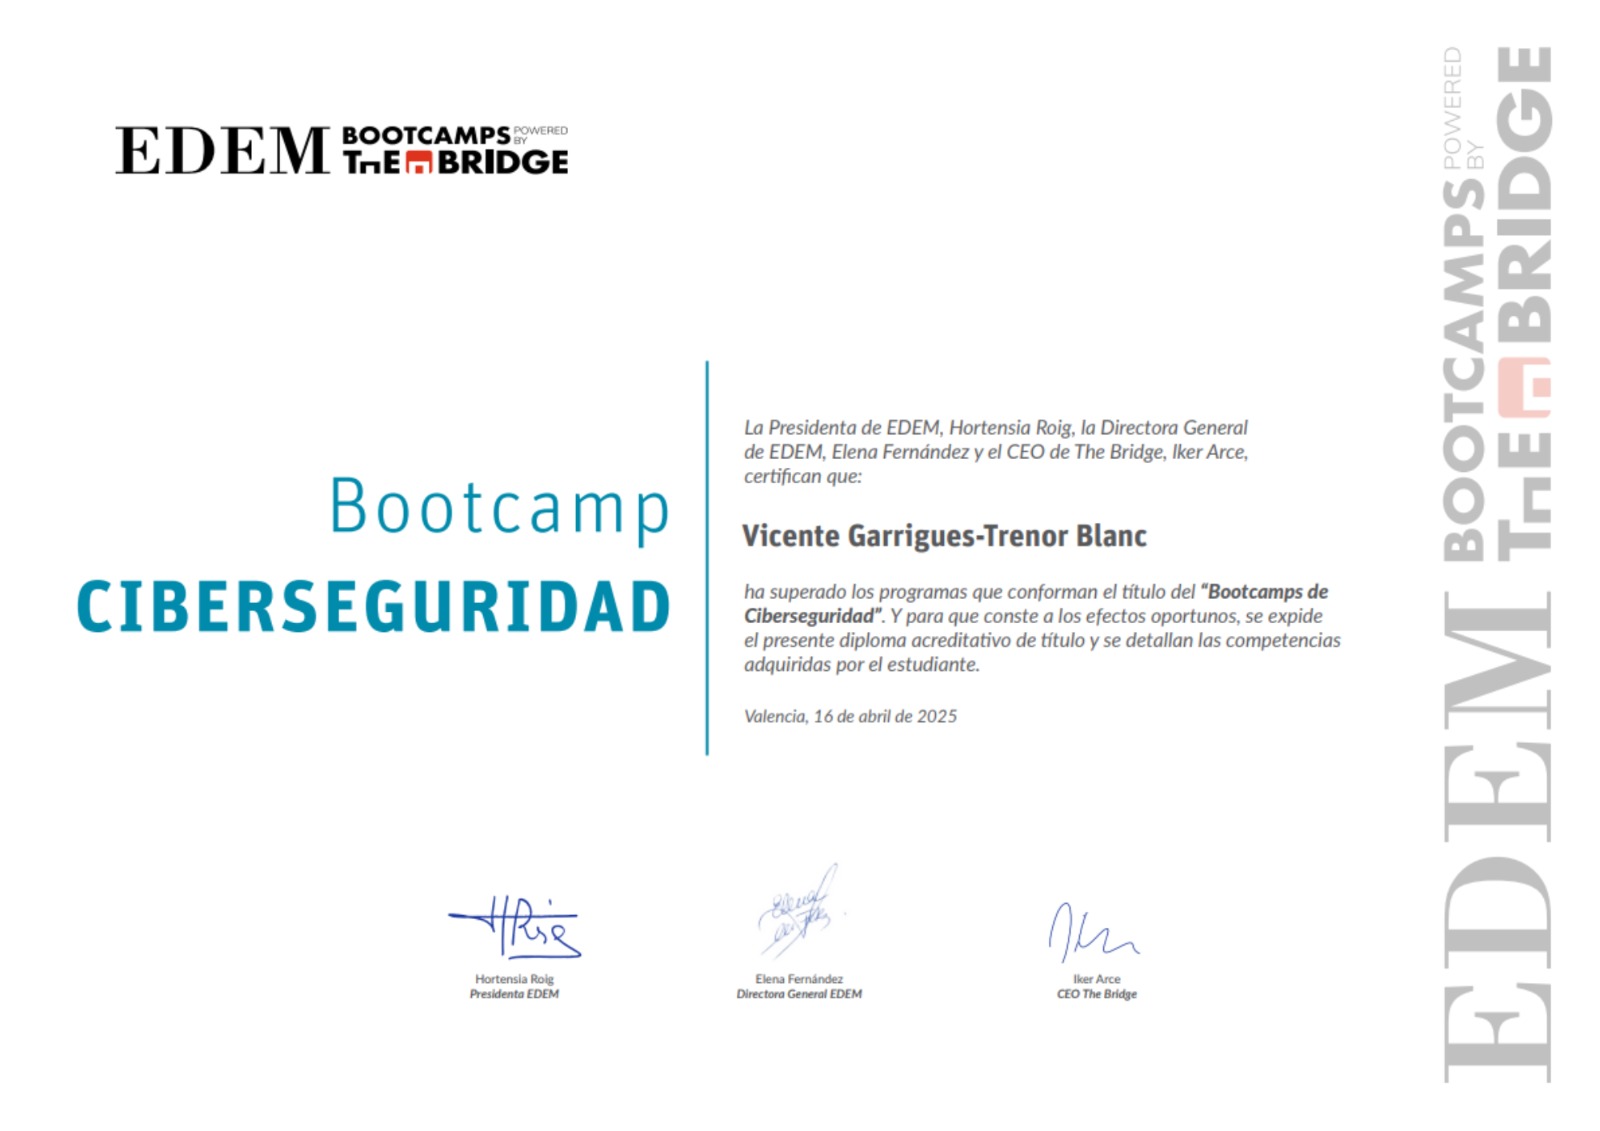 EDEM BOOTCAMPS POWERED BY
THE BRIDGE
Bootcamp
CIBERSEGURIDAD
La Presidenta de EDEM, Hortensia Roig, la Directora General
de EDEM, Elena Fernández y el CEO de The Bridge, Iker Arce,
certifican que:
Vicente Garrigues-Trenor Blanc
ha superado los programas que conforman el título del “Bootcamps de
Ciberseguridad”. Y para que conste a los efectos oportunos, se expide
el presente diploma acreditativo de título y se detallan las competencias
adquiridas por el estudiante.
Valencia, 16 de abril de 2025
Hortensia Roig
Presidenta EDEM
Elena Fernández
Directora General EDEM
Iker Arce
CEO The Bridge
EDEM BOOTCAMPS POWERED BY
THE BRIDGE